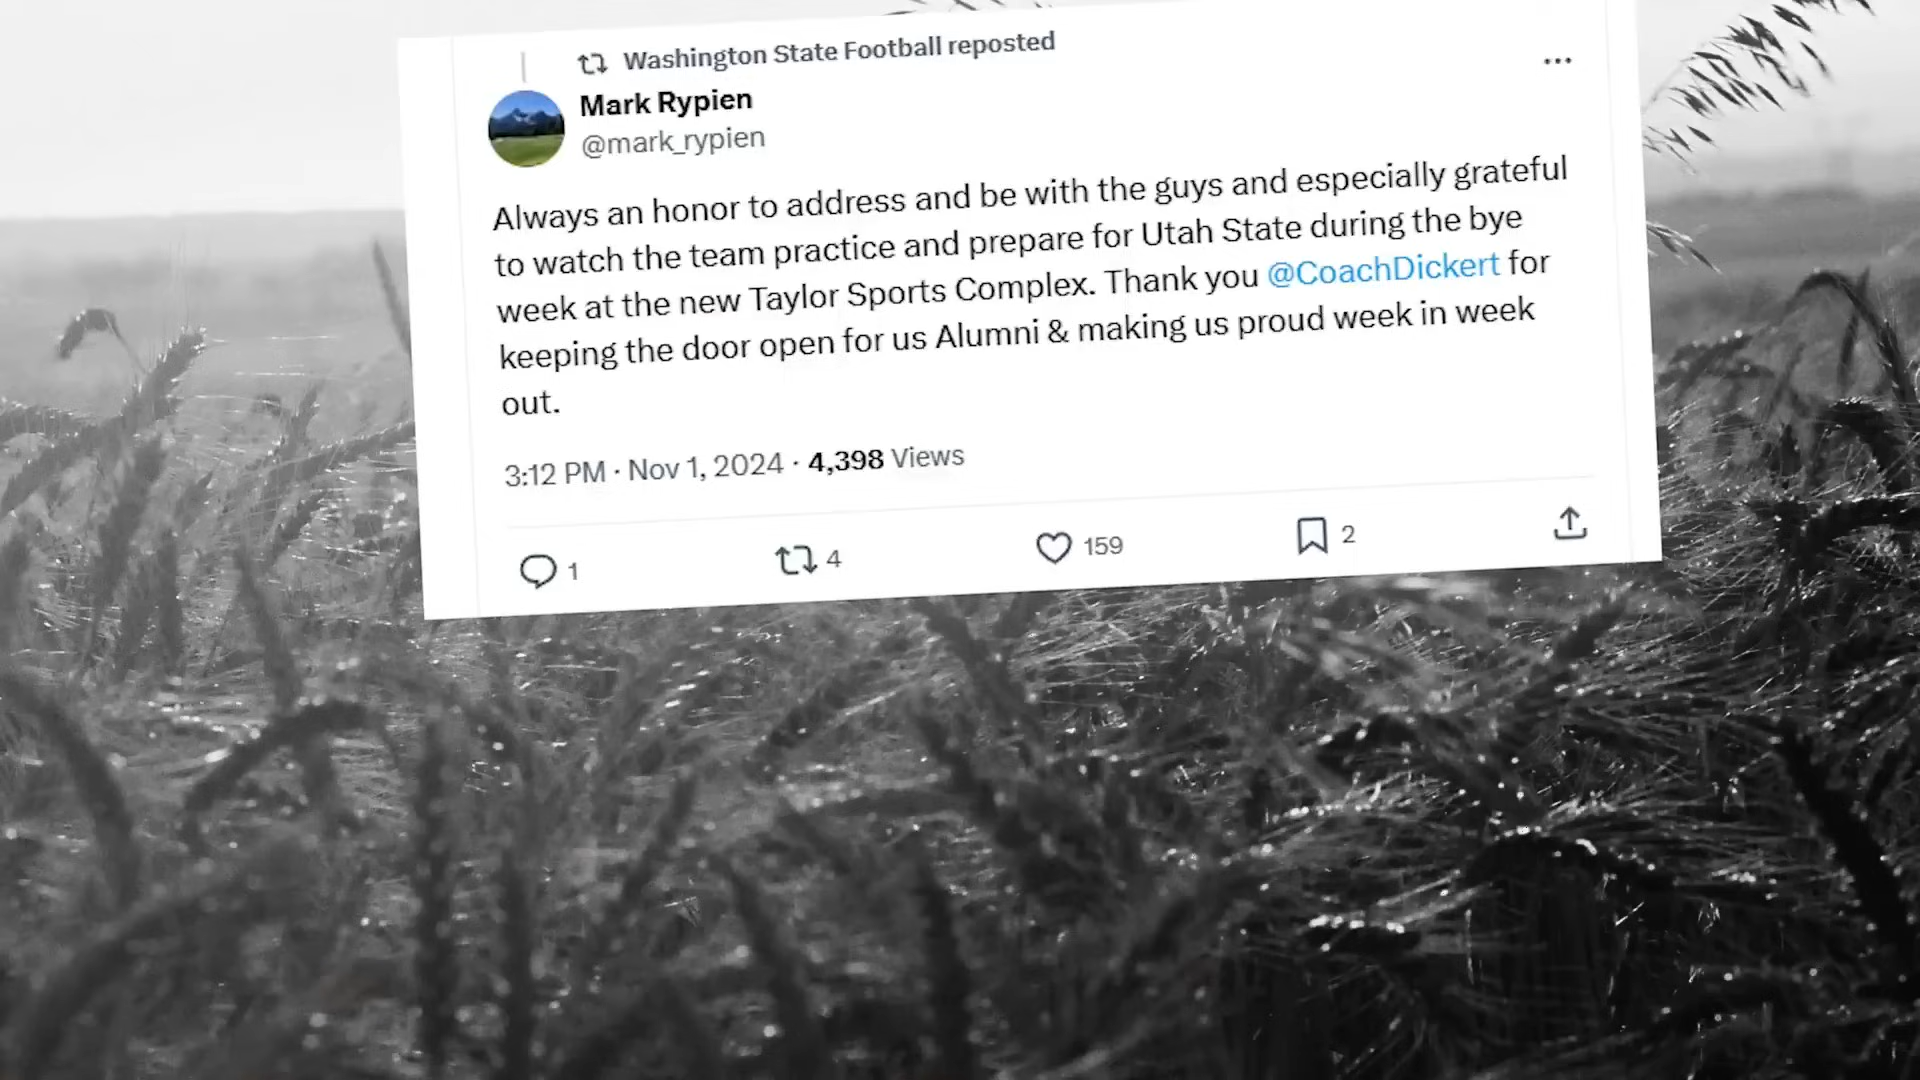 Washington State Football reposted
Mark Rypien
@mark_rypien
Always an honor to address and be with the guys and especially grateful
to watch the team practice and prepare for Utah State during the bye
week at the new Taylor Sports Complex. Thank you @CoachDickert for
keeping the door open for us Alumni & making us proud week in week
out.
3:12 PM · Nov 1, 2024 · 4,398 Views
1 4 159 2